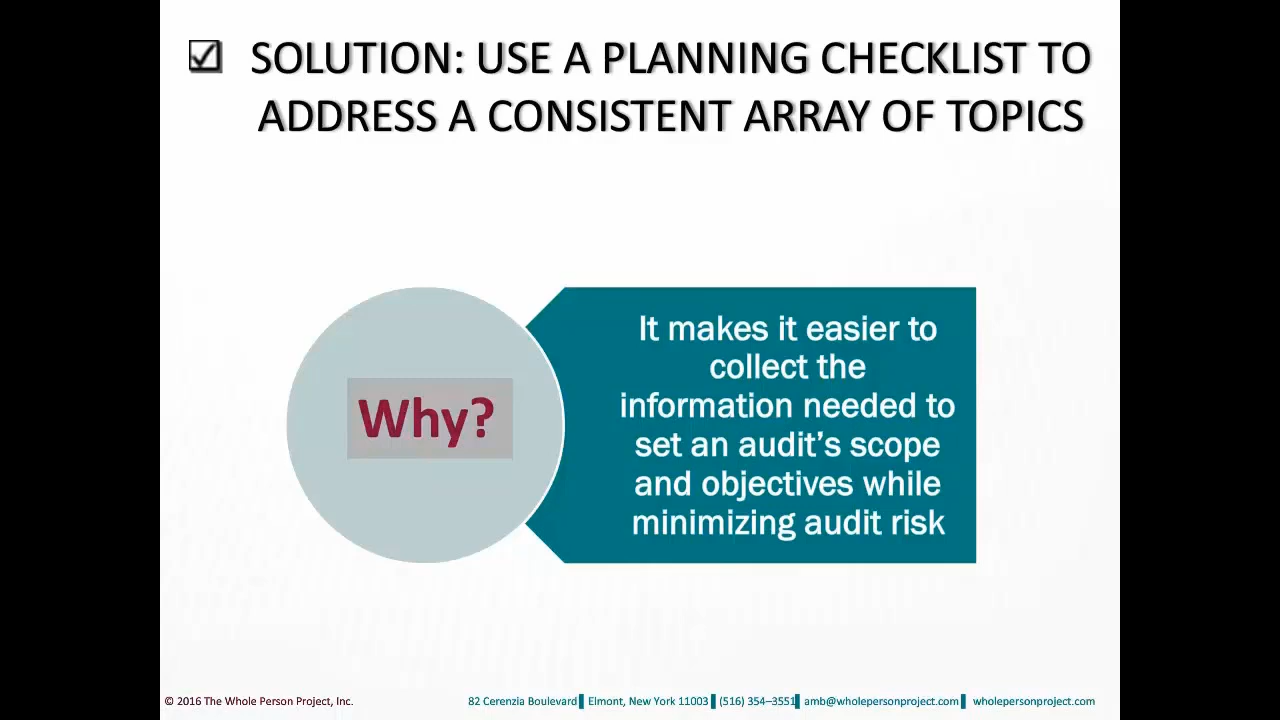 SOLUTION: USE A PLANNING CHECKLIST TO
ADDRESS A CONSISTENT ARRAY OF TOPICS
Why?
It makes it easier to
collect the
information needed to
set an audit’s scope
and objectives while
minimizing audit risk
© 2016 The Whole Person Project, Inc.
82 Cerenzia Boulevard▌Elmont, New York 11003▌(516) 354–3551▌amb@wholepersonproject.com▌ wholepersonproject.com